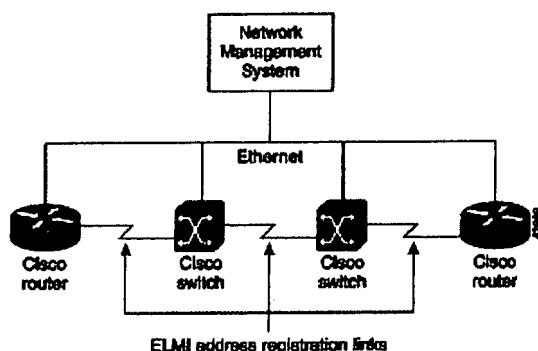 Network
Management
System
Ethernet
Cisco
router
Cisco
switch
Cisco
switch
Cisco
router
ELMI address registration links